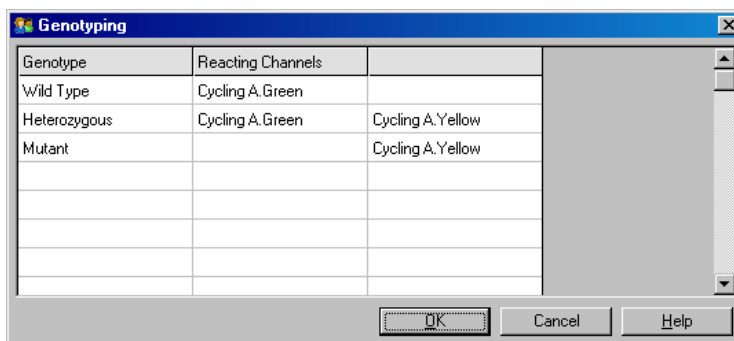 Genotyping
Genotype Reacting Channels
Wild Type Cycling A.Green
Heterozygous Cycling A.Green Cycling A.Yellow
Mutant Cycling A.Yellow
OK Cancel Help